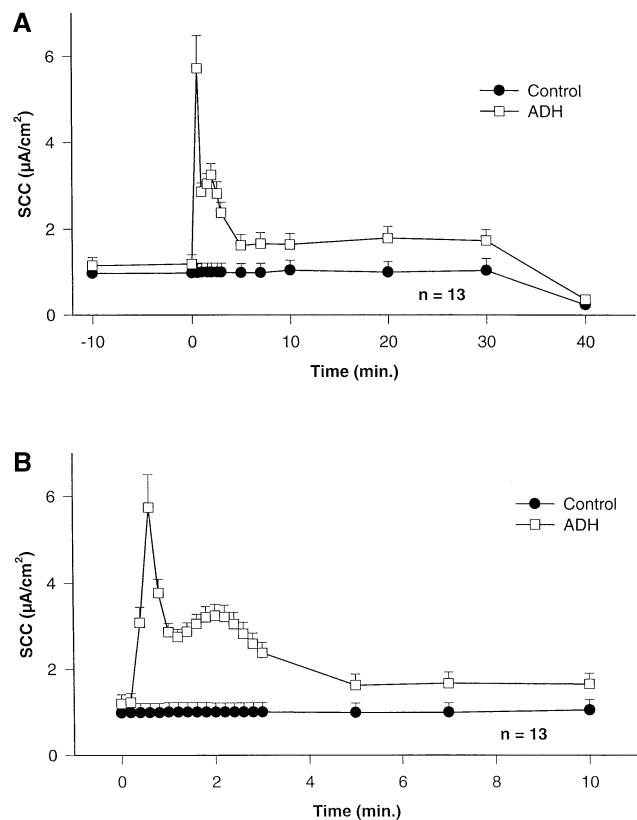 A
SCC (µA/cm²)
6
4
2
0
Control
ADH
n = 13
-10
0
10
20
30
40
Time (min.)
B
SCC (µA/cm²)
6
4
2
0
Control
ADH
n = 13
0
2
4
6
8
10
Time (min.)